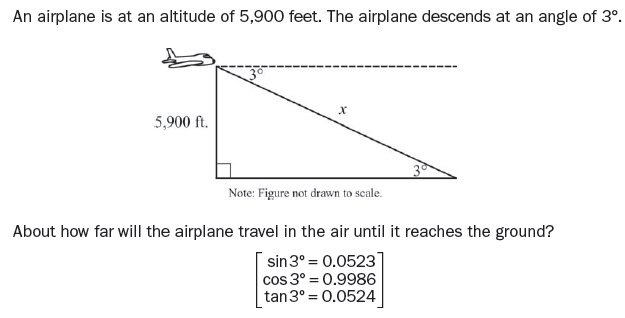 An airplane is at an altitude of 5,900 feet. The airplane descends at an angle of 3°.
3°
x
5,900 ft.
3°
Note: Figure not drawn to scale.
About how far will the airplane travel in the air until it reaches the ground?
sin 3° = 0.0523
cos 3° = 0.9986
tan 3° = 0.0524